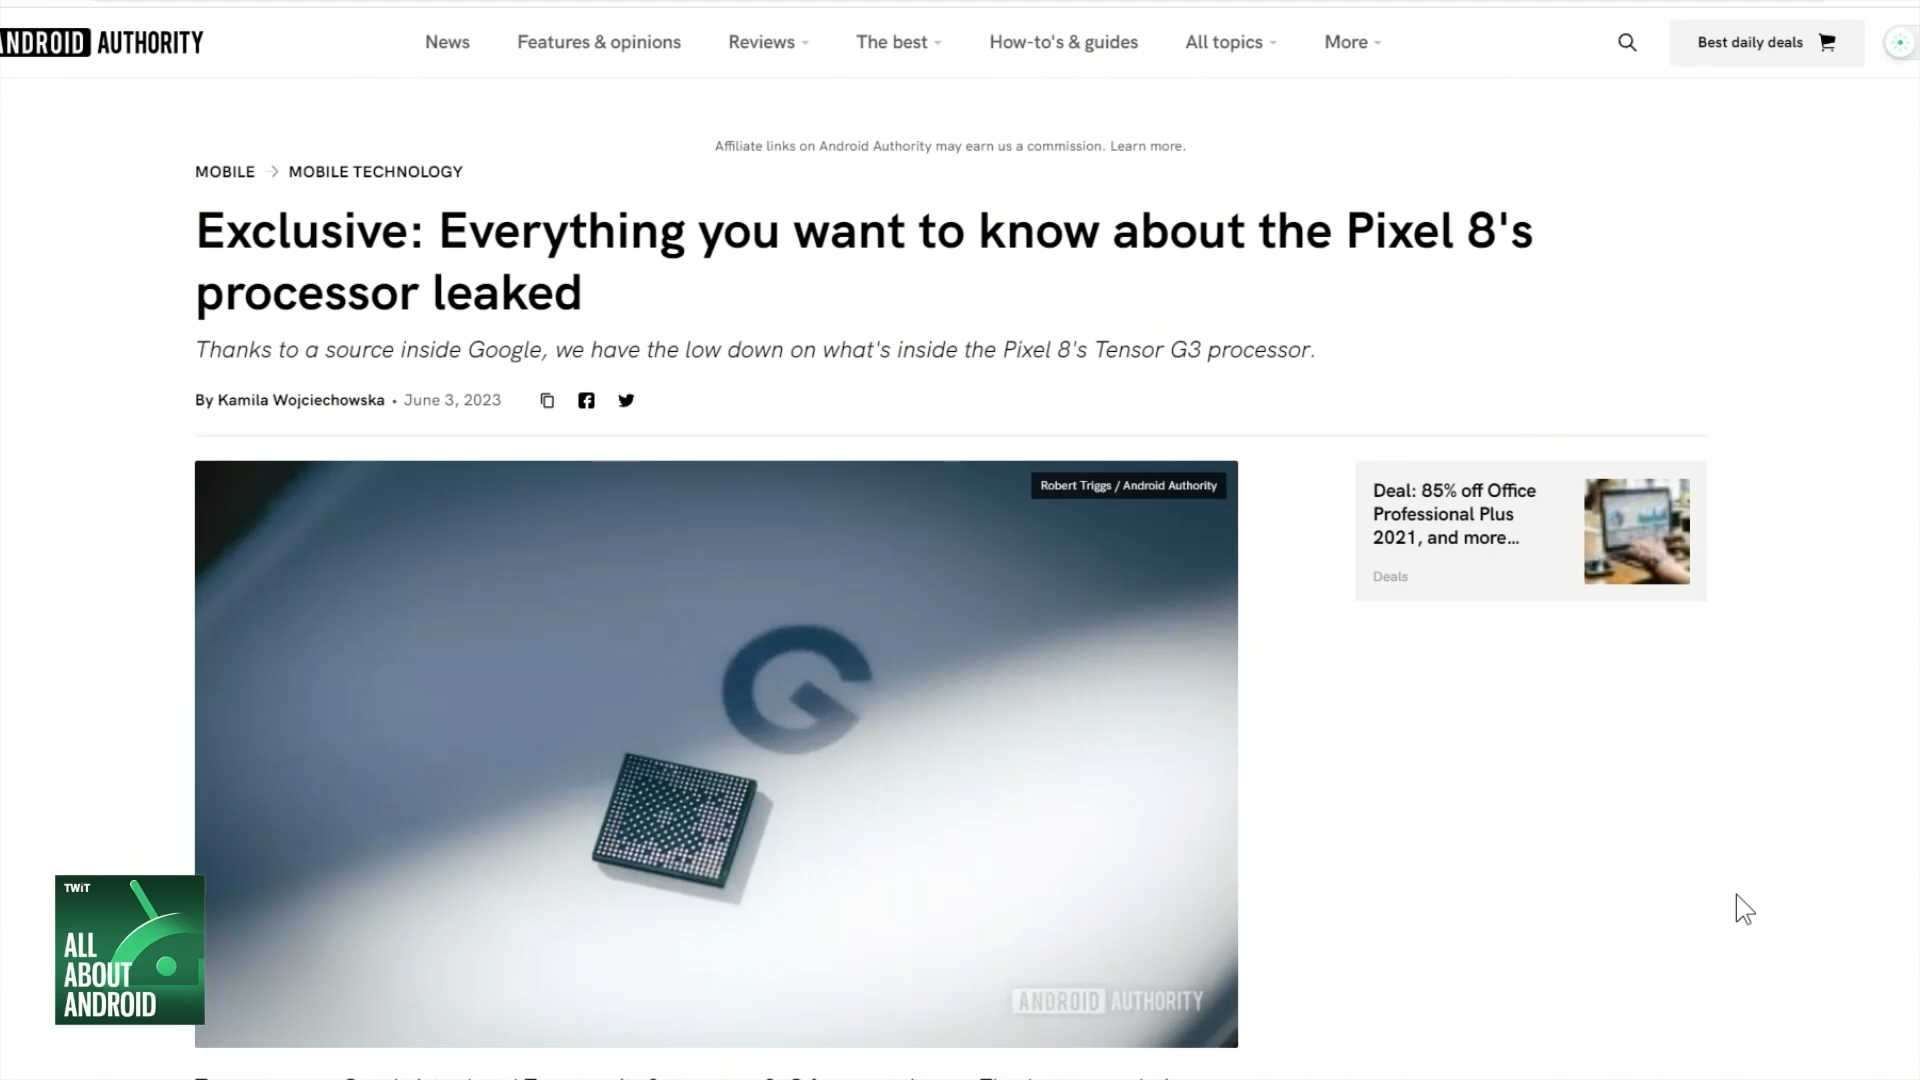 ANDROID AUTHORITY
News
Features & opinions
Reviews
The best
How-to's & guides
All topics
More
Best daily deals
Affiliate links on Android Authority may earn us a commission. Learn more.
MOBILE
MOBILE TECHNOLOGY
Exclusive: Everything you want to know about the Pixel 8's
processor leaked
Thanks to a source inside Google, we have the low down on what's inside the Pixel 8's Tensor G3 processor.
By Kamila Wojciechowska • June 3, 2023
Robert Triggs / Android Authority
G
ANDROID AUTHORITY
Deal: 85% off Office
Professional Plus
2021, and more...
Deals
TWiT
ALL
ABOUT
ANDROID